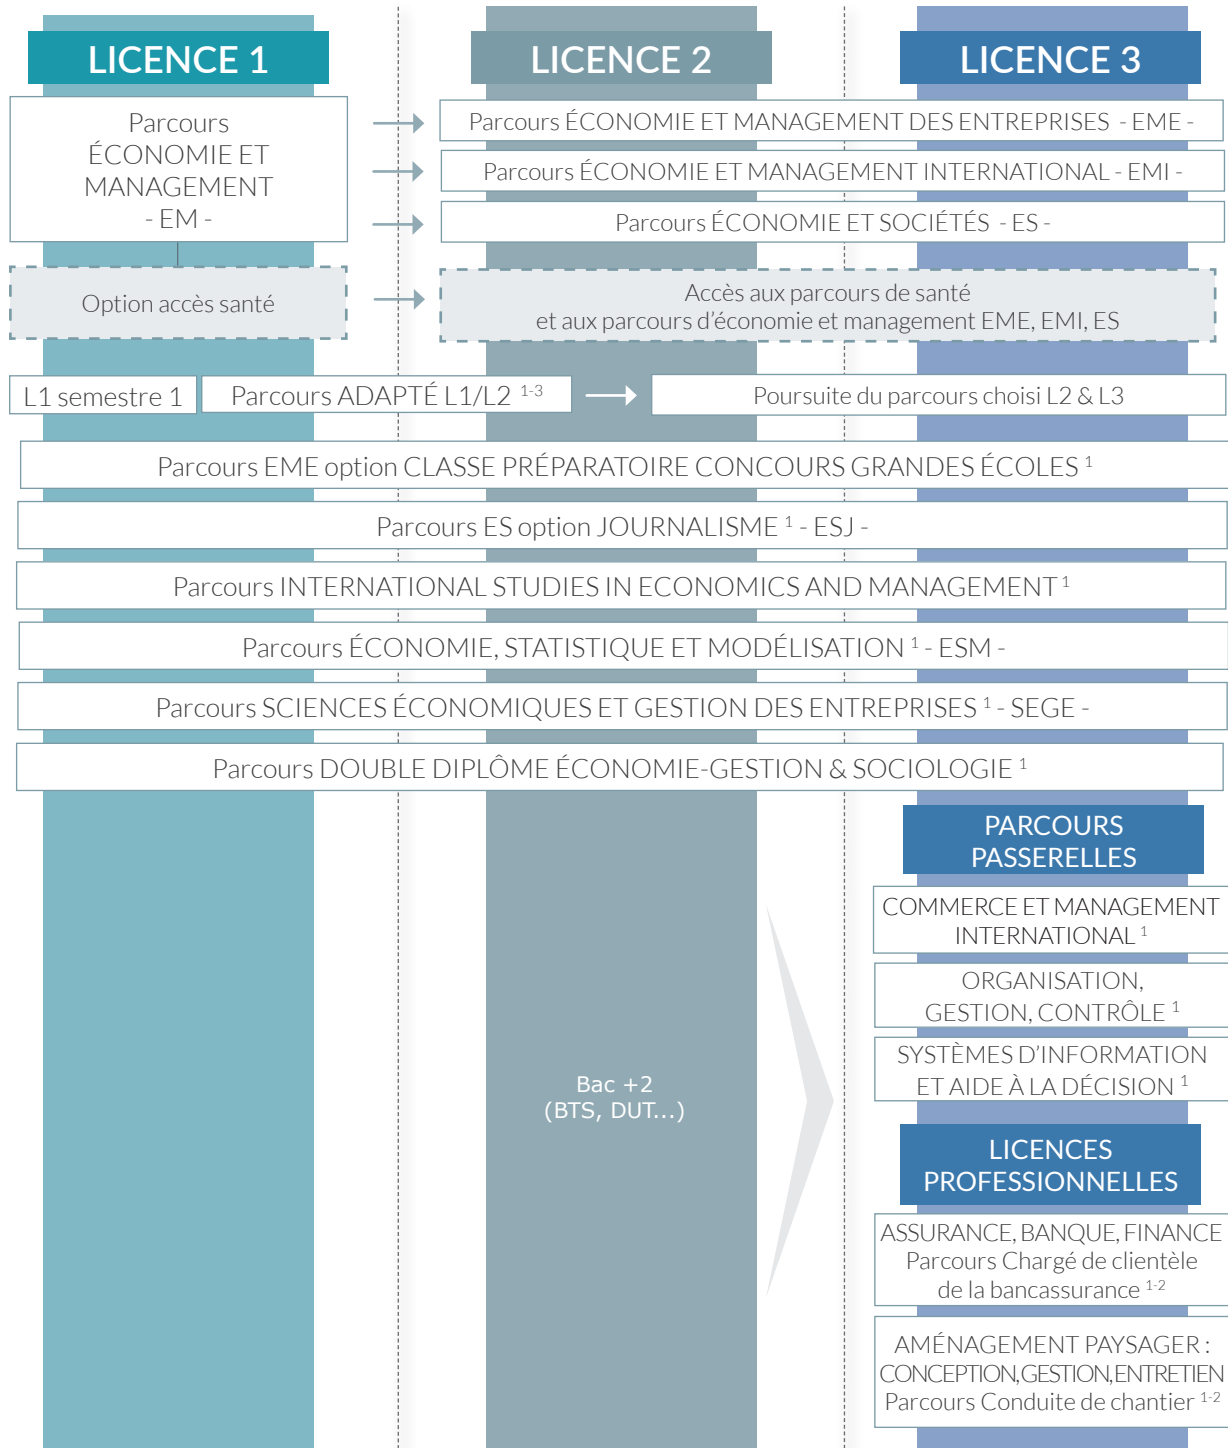 LICENCE 1
LICENCE 2
LICENCE 3
Parcours
ÉCONOMIE ET
MANAGEMENT
- EM -
Parcours ÉCONOMIE ET MANAGEMENT DES ENTREPRISES - EME -
Parcours ÉCONOMIE ET MANAGEMENT INTERNATIONAL - EMI -
Parcours ÉCONOMIE ET SOCIÉTÉS - ES -
Option accès santé
Accès aux parcours de santé
et aux parcours d'économie et management EME, EMI, ES
L1 semestre 1
Parcours ADAPTÉ L1/L2 1-3
Poursuite du parcours choisi L2 & L3
Parcours EME option CLASSE PRÉPARATOIRE CONCOURS GRANDES ÉCOLES 1
Parcours ES option JOURNALISME 1 - ESJ -
Parcours INTERNATIONAL STUDIES IN ECONOMICS AND MANAGEMENT 1
Parcours ÉCONOMIE, STATISTIQUE ET MODÉLISATION 1 - ESM -
Parcours SCIENCES ÉCONOMIQUES ET GESTION DES ENTREPRISES 1 - SEGE -
Parcours DOUBLE DIPLÔME ÉCONOMIE-GESTION & SOCIOLOGIE 1
Bac +2
(BTS, DUT...)
PARCOURS
PASSERELLES
COMMERCE ET MANAGEMENT
INTERNATIONAL 1
ORGANISATION,
GESTION, CONTRÔLE 1
SYSTÈMES D'INFORMATION
ET AIDE À LA DÉCISION 1
LICENCES
PROFESSIONNELLES
ASSURANCE, BANQUE, FINANCE
Parcours Chargé de clientèle
de la bancassurance 1-2
AMÉNAGEMENT PAYSAGER :
CONCEPTION, GESTION, ENTRETIEN
Parcours Conduite de chantier 1-2